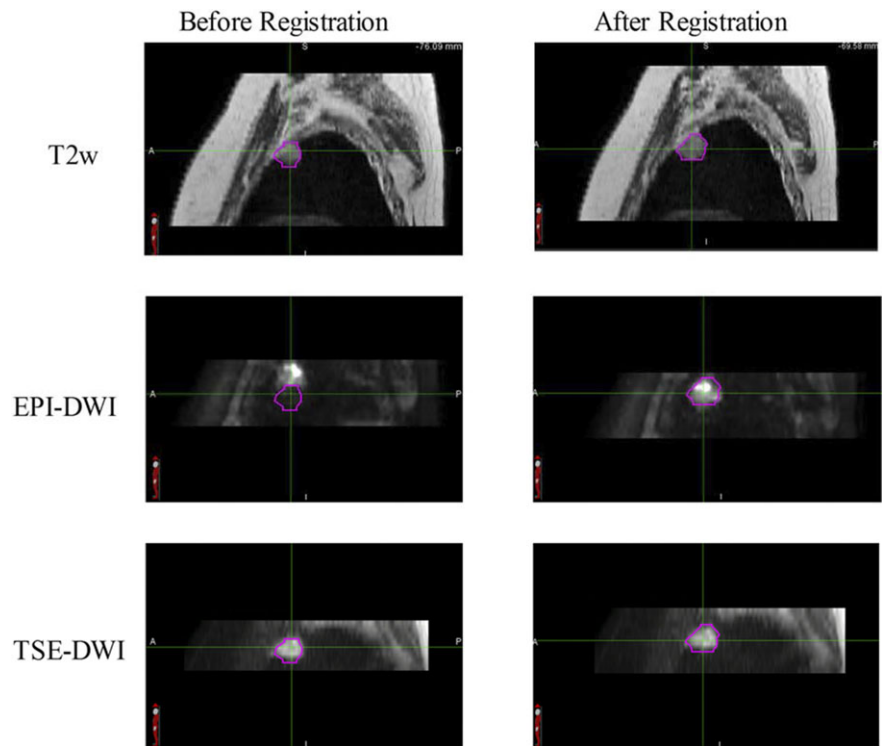 Before Registration After Registration
T2w
S -76.09 mm
A P
I
S -69.58 mm
A P
I
EPI-DWI
A P
I
A
I
TSE-DWI
A P
I
A
I